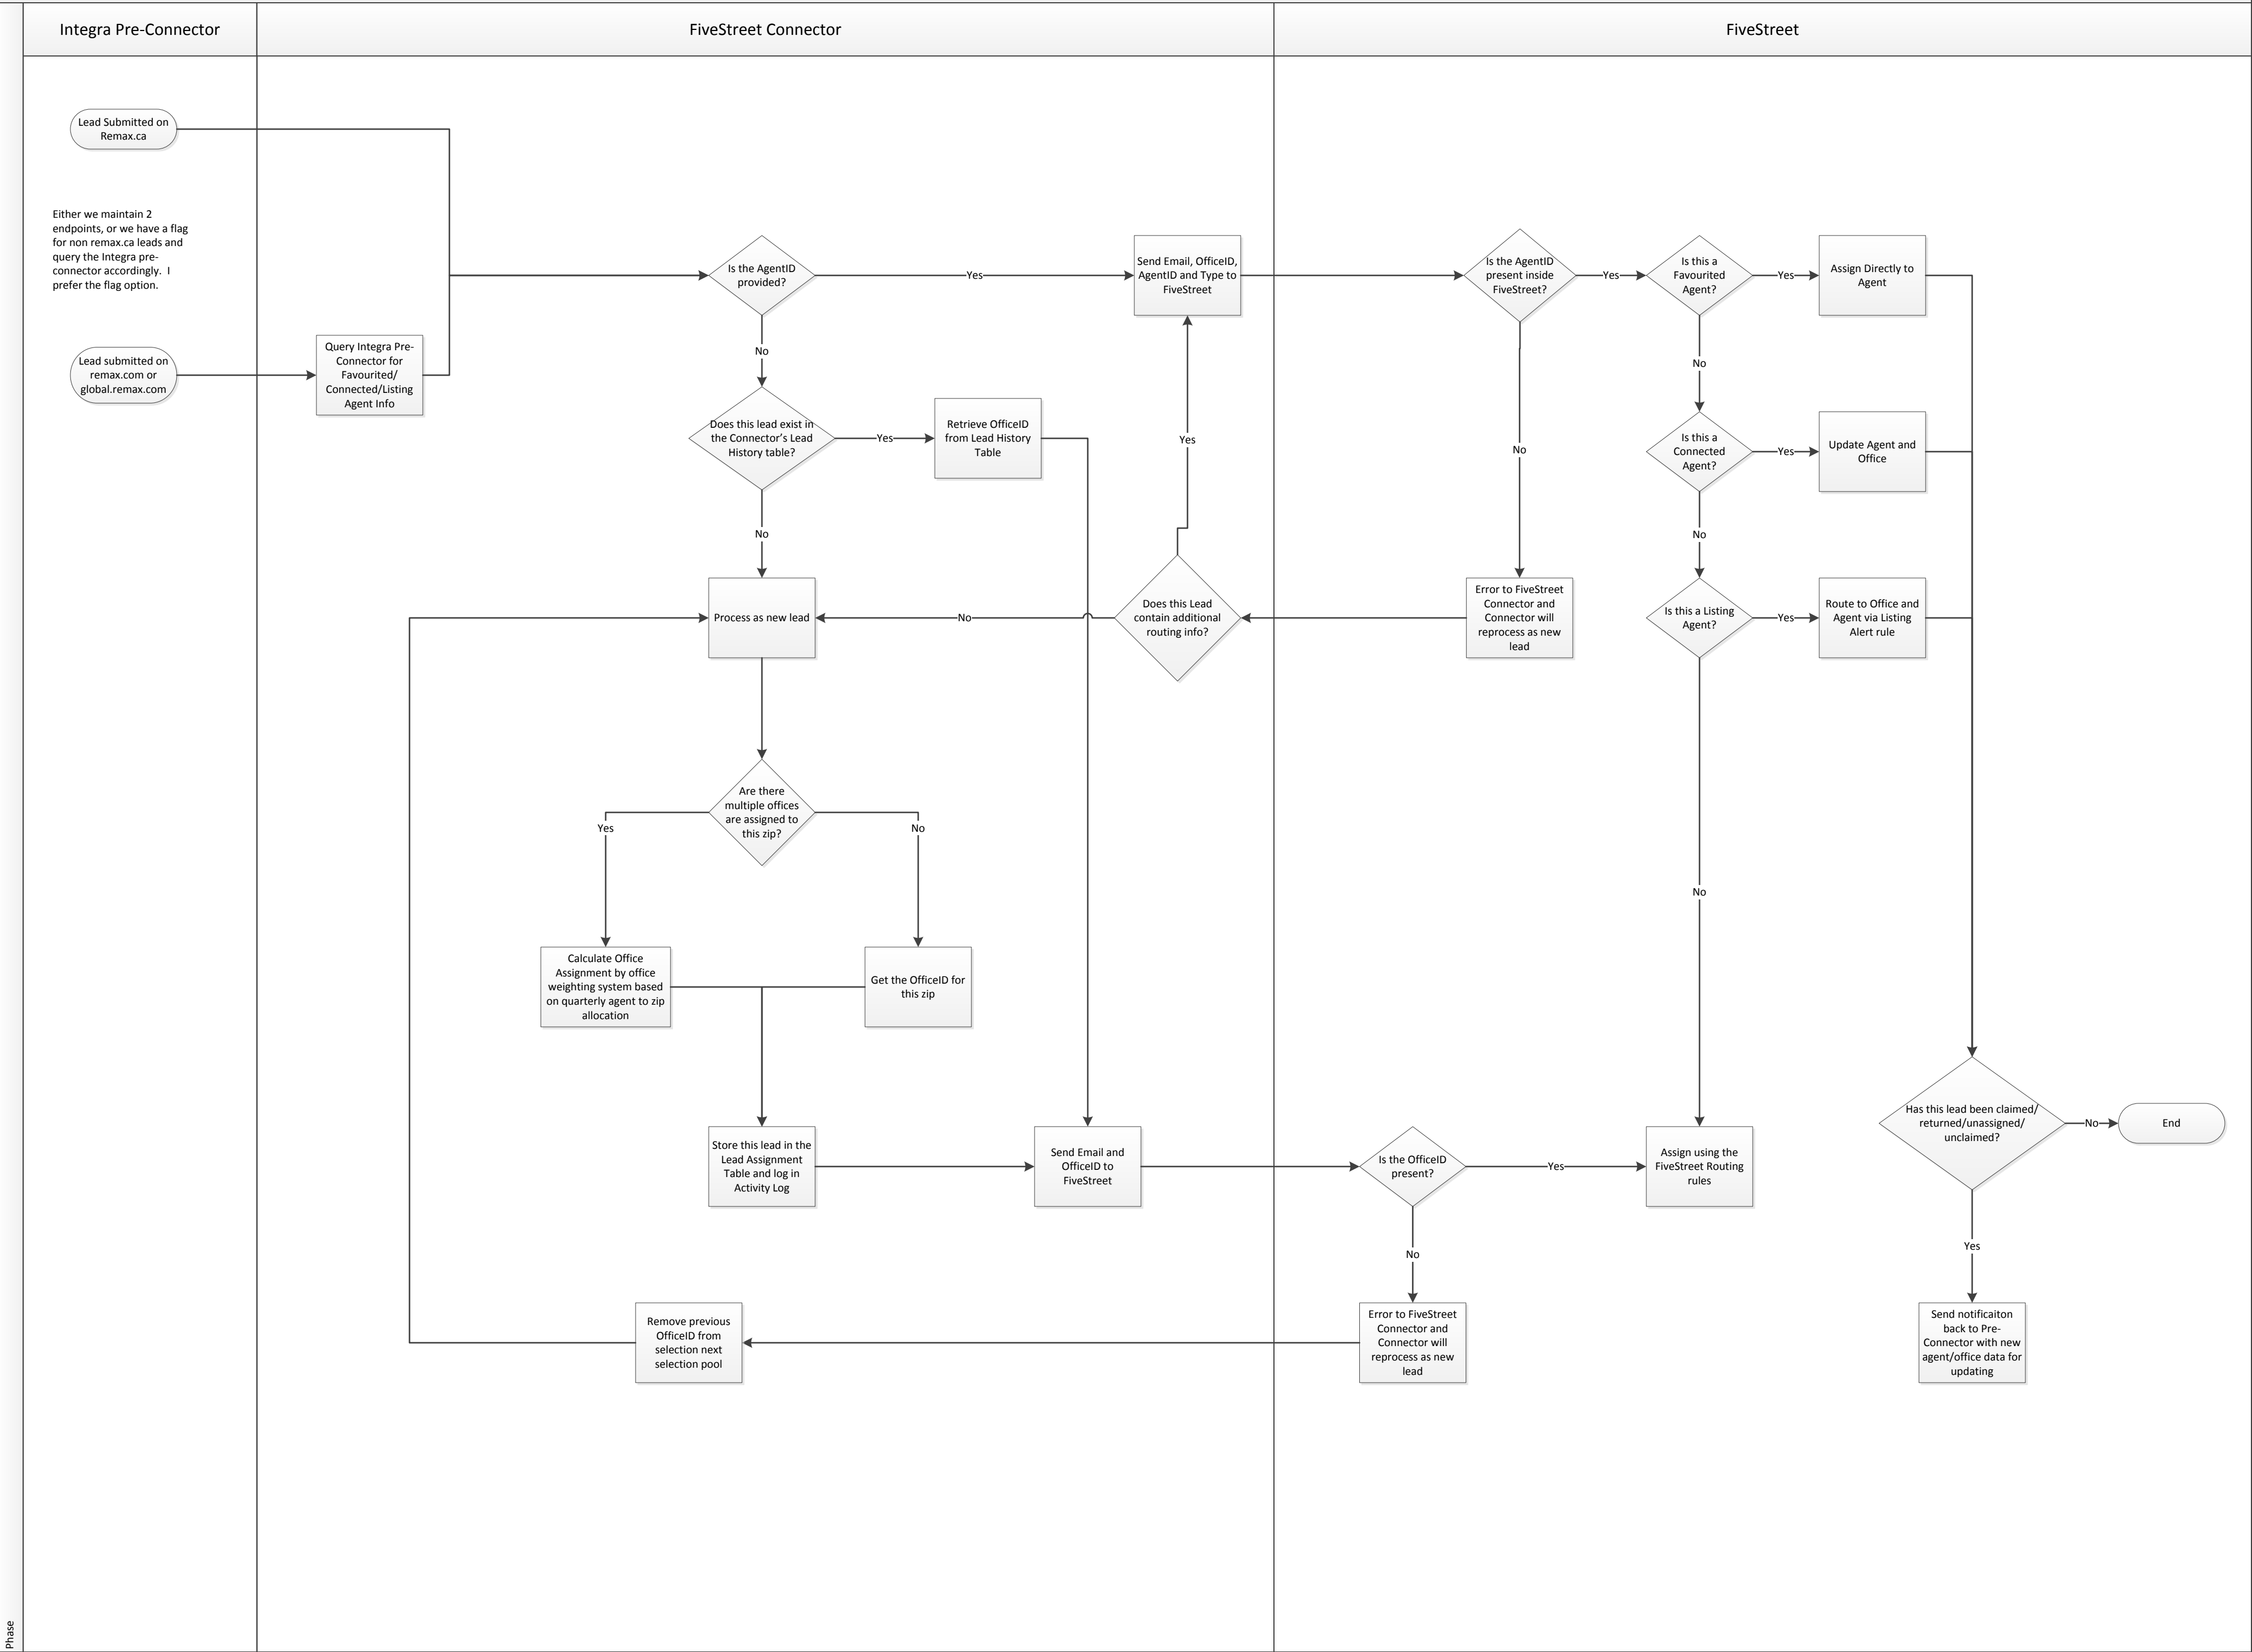 Integra Pre-Connector
FiveStreet Connector
FiveStreet
Lead Submitted on
Remax.ca
Either we maintain 2
endpoints, or we have a flag
for non remax.ca leads and
query the Integra pre-
connector accordingly.  I
prefer the flag option.
Lead submitted on
remax.com or
global.remax.com
Query Integra Pre-
Connector for
Favourited/
Connected/Listing
Agent Info
Is the AgentID
provided?
Yes
No
Send Email, OfficeID,
AgentID and Type to
FiveStreet
Does this lead exist in
the Connector's Lead
History table?
Yes
No
Retrieve OfficeID
from Lead History
Table
Yes
Process as new lead
No
Does this Lead
contain additional
routing info?
Are there
multiple offices
are assigned to
this zip?
Yes
No
Calculate Office
Assignment by office
weighting system based
on quarterly agent to zip
allocation
Get the OfficeID for
this zip
Store this lead in the
Lead Assignment
Table and log in
Activity Log
Send Email and
OfficeID to
FiveStreet
Remove previous
OfficeID from
selection next
selection pool
Is the AgentID
present inside
FiveStreet?
Yes
No
Is this a
Favourited
Agent?
Yes
No
Assign Directly to
Agent
Is this a
Connected
Agent?
Yes
No
Update Agent and
Office
Error to FiveStreet
Connector and
Connector will
reprocess as new
lead
Is this a Listing
Agent?
Yes
No
Route to Office and
Agent via Listing
Alert rule
Is the OfficeID
present?
Yes
No
Assign using the
FiveStreet Routing
rules
Has this lead been claimed/
returned/unassigned/
unclaimed?
No
End
Yes
Error to FiveStreet
Connector and
Connector will
reprocess as new
lead
Send notificaiton
back to Pre-
Connector with new
agent/office data for
updating
Phase